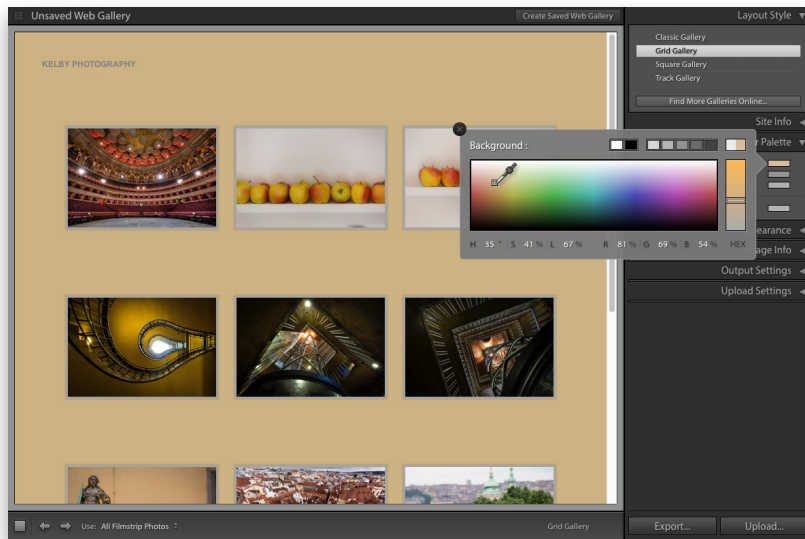 Unsaved Web Gallery
Create Saved Web Gallery
Layout Style
KELBY PHOTOGRAPHY
Classic Gallery
Grid Gallery
Square Gallery
Track Gallery
Find More Galleries Online...
Site Info
Palette
Background :
H 35 ° S 41 % L 67 % R 81 % G 69 % B 54 % HEX
earance
age Info
Output Settings
Upload Settings
Use: All Filmstrip Photos
Grid Gallery
Export...
Upload...